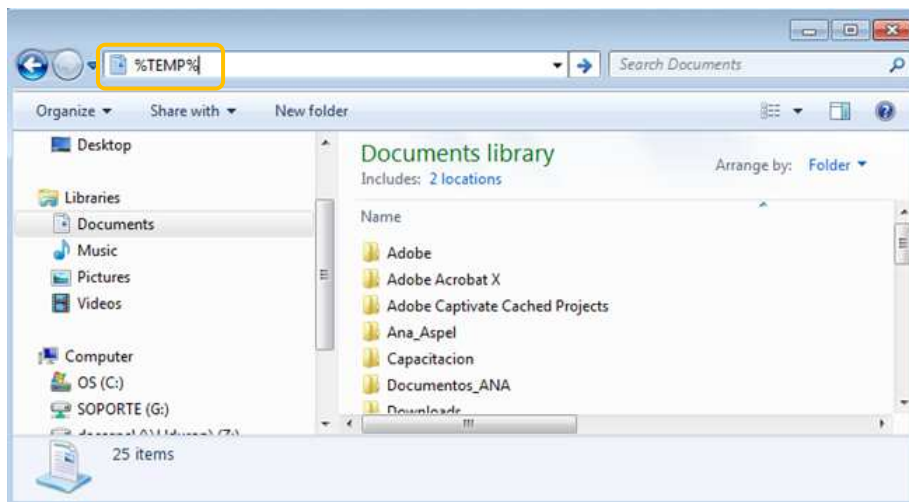 %TEMP%
Search Documents
Organize
Share with
New folder
Desktop
Libraries
Documents
Music
Pictures
Videos
Computer
OS (C:)
SOPORTE (G:)
Documents library
Includes: 2 locations
Arrange by: Folder
Name
Adobe
Adobe Acrobat X
Adobe Captivate Cached Projects
Ana_Aspel
Capacitacion
Documentos_ANA
Downloads
25 items